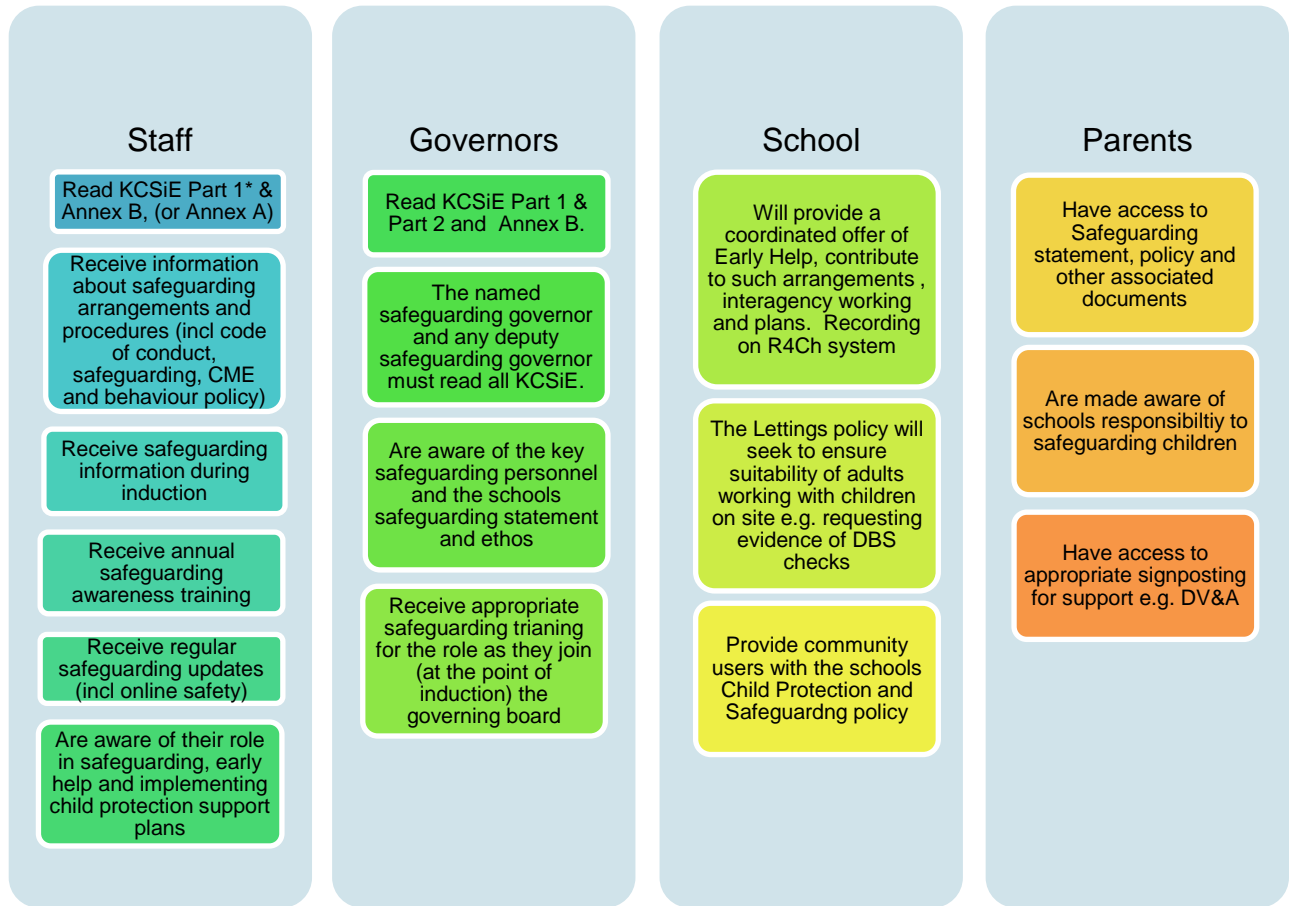 Staff
Read KCSiE Part 1* &
Annex B, (or Annex A)
Receive information
about safeguarding
arrangements and
procedures (incl code
of conduct,
safeguarding, CME
and behaviour policy)
Receive safeguarding
information during
induction
Receive annual
safeguarding
awareness training
Receive regular
safeguarding updates
(incl online safety)
Are aware of their role
in safeguarding, early
help and implementing
child protection support
plans
Governors
Read KCSiE Part 1 &
Part 2 and Annex B.
The named
safeguarding governor
and any deputy
safeguarding governor
must read all KCSiE.
Are aware of the key
safeguarding personnel
and the schools
safeguarding statement
and ethos
Receive appropriate
safeguarding trianing
for the role as they join
(at the point of
induction) the
governing board
School
Will provide a
coordinated offer of
Early Help, contribute
to such arrangements ,
interagency working
and plans. Recording
on R4Ch system
The Lettings policy will
seek to ensure
suitability of adults
working with children
on site e.g. requesting
evidence of DBS
checks
Provide community
users with the schools
Child Protection and
Safeguardng policy
Parents
Have access to
Safeguarding
statement, policy and
other associated
documents
Are made aware of
schools responsibiltiy to
safeguarding children
Have access to
appropriate signposting
for support e.g. DV&A